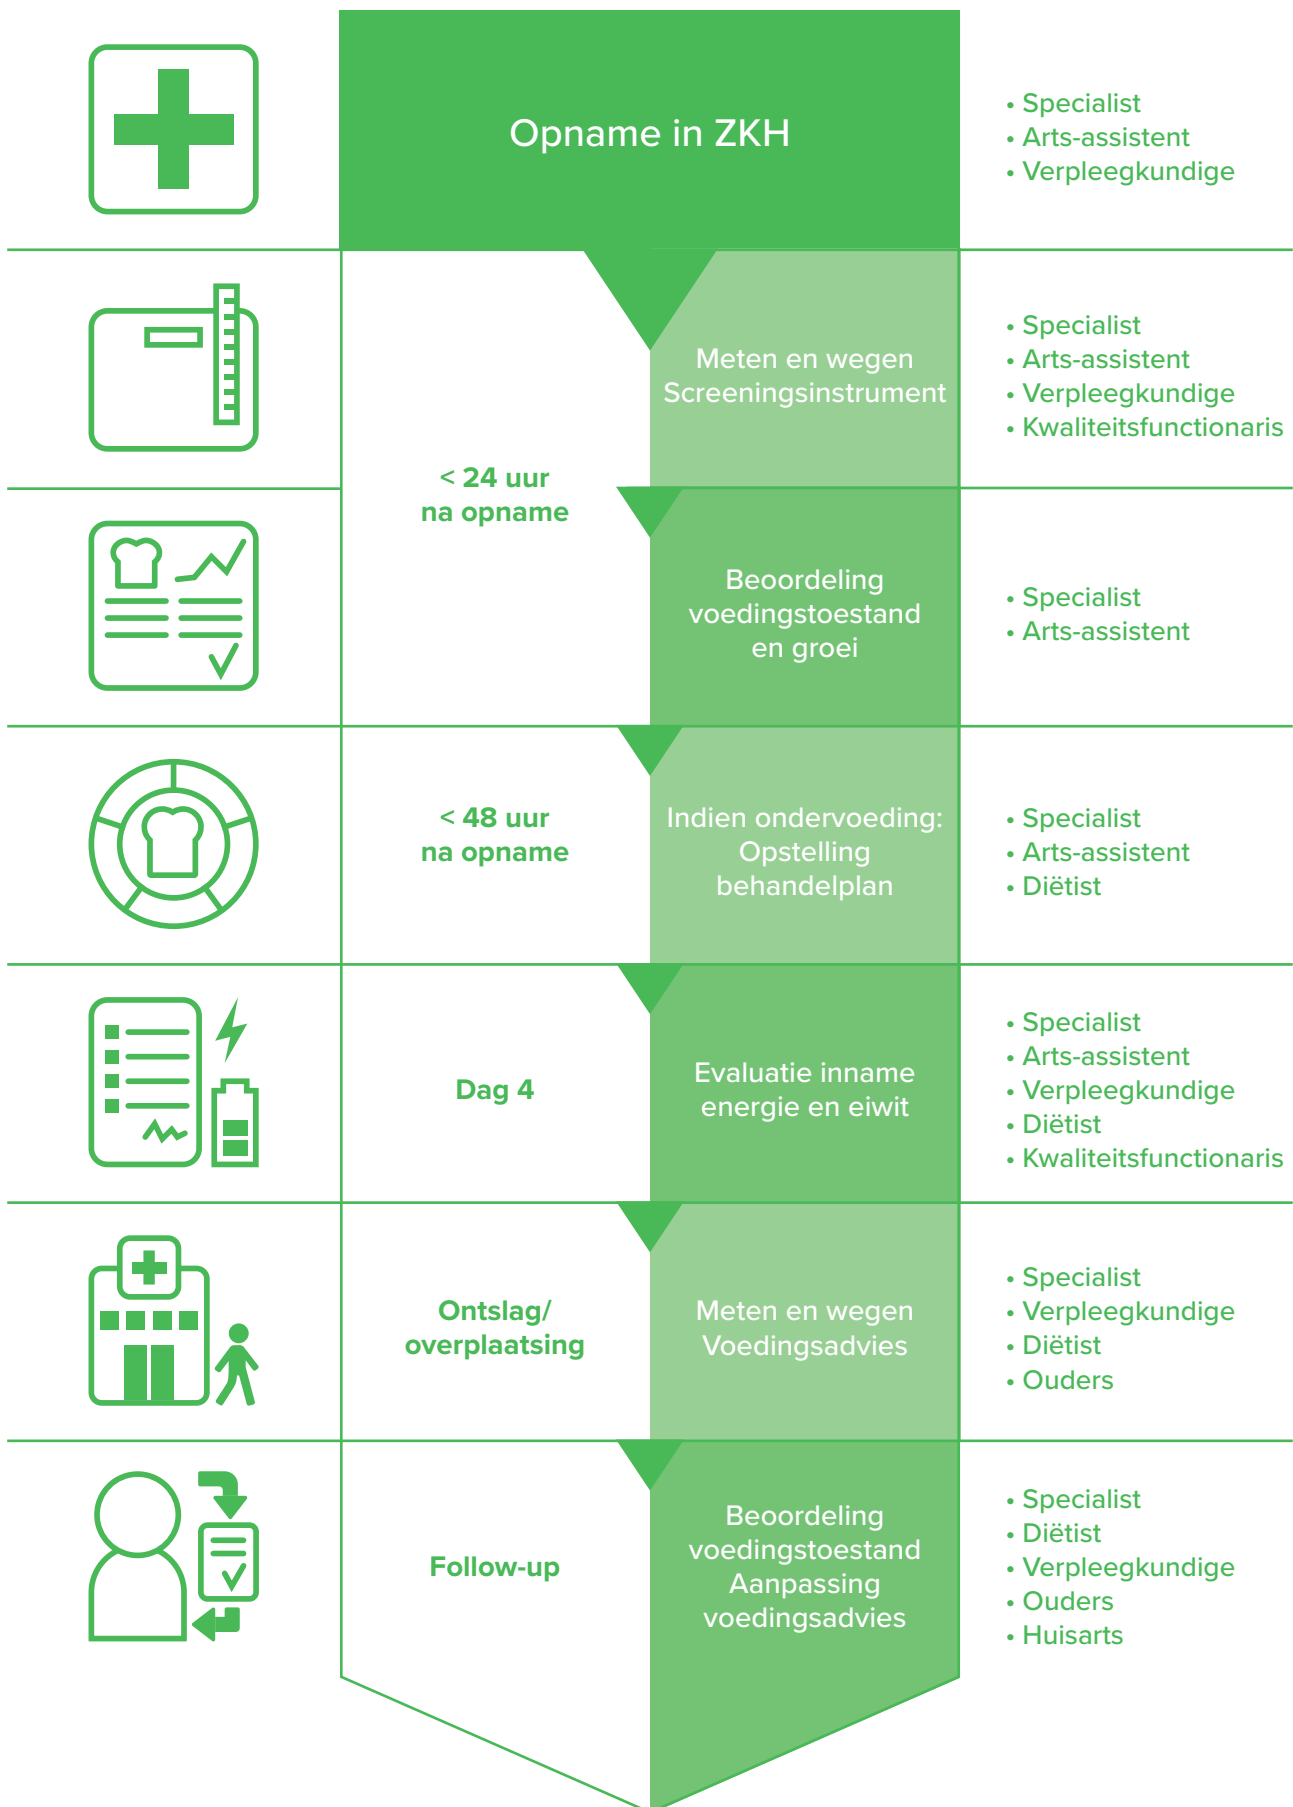 Opname in ZKH
• Specialist
• Arts-assistent
• Verpleegkundige
< 24 uur
na opname
Meten en wegen
Screeningsinstrument
• Specialist
• Arts-assistent
• Verpleegkundige
• Kwaliteitsfunctionaris
Beoordeling
voedingstoestand
en groei
• Specialist
• Arts-assistent
< 48 uur
na opname
Indien ondervoeding:
Opstelling
behandelplan
• Specialist
• Arts-assistent
• Diëtist
Dag 4
Evaluatie inname
energie en eiwit
• Specialist
• Arts-assistent
• Verpleegkundige
• Diëtist
• Kwaliteitsfunctionaris
Ontslag/
overplaatsing
Meten en wegen
Voedingsadvies
• Specialist
• Verpleegkundige
• Diëtist
• Ouders
Follow-up
Beoordeling
voedingstoestand
Aanpassing
voedingsadvies
• Specialist
• Diëtist
• Verpleegkundige
• Ouders
• Huisarts